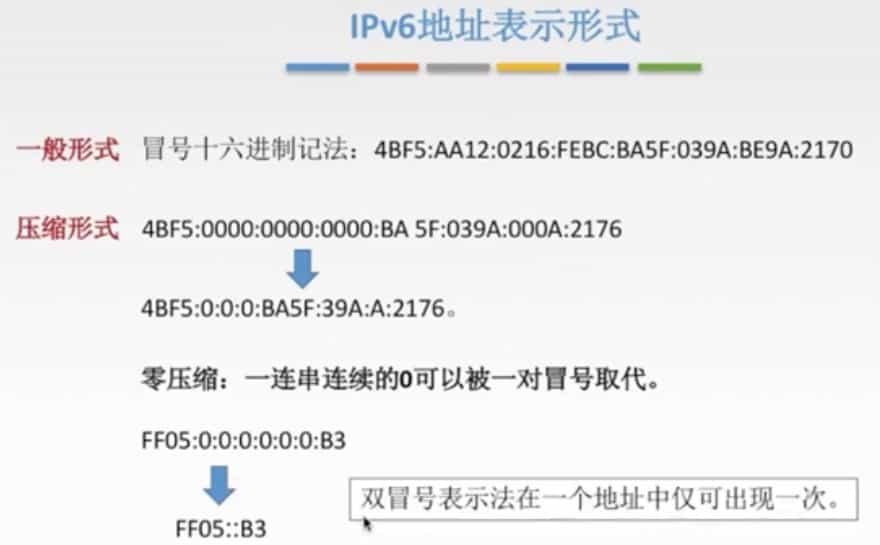 IPv6地址表示形式
一般形式 冒号十六进制记法：4BF5:AA12:0216:FEBC:BA5F:039A:BE9A:2170
压缩形式 4BF5:0000:0000:0000:BA 5F:039A:000A:2176
4BF5:0:0:0:BA5F:39A:A:2176。
零压缩：一连串连续的0可以被一对冒号取代。
FF05:0:0:0:0:0:0:B3
双冒号表示法在一个地址中仅可出现一次。
FF05::B3